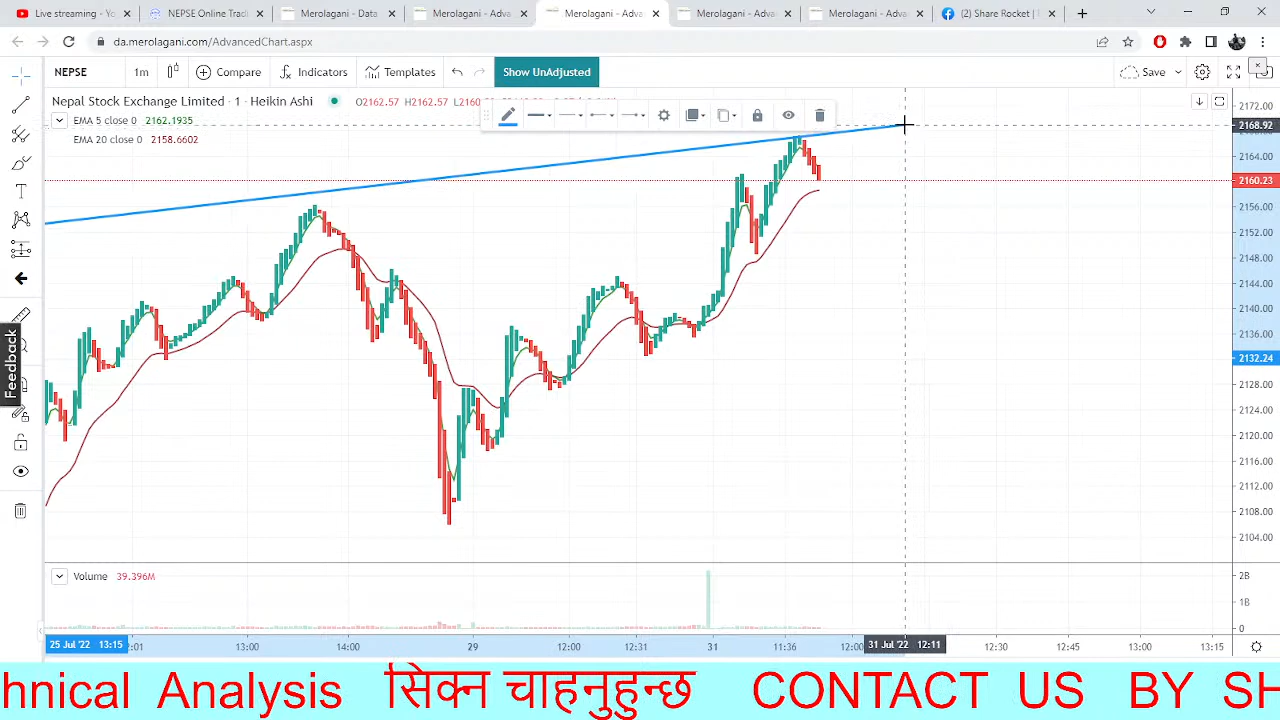 Live streaming - Yo
NEPSE Online Trad
Merolagani - Data
Merolagani - Adva
Merolagani - Adva
Merolagani - Adva
Merolagani - Adva
(2) Share Rocket | E
da.merolagani.com/AdvancedChart.aspx
NEPSE 1m Compare Indicators Templates Show UnAdjusted Save
Nepal Stock Exchange Limited · 1 · Heikin Ashi O2162.57 H2162.57
EMA 5 close 0 2162.1935
EMA 20 close 0 2158.6602
2172.00
2168.92
2164.00
2160.23
2156.00
2152.00
2148.00
2144.00
2140.00
2136.00
2132.24
2128.00
2124.00
2120.00
2116.00
2112.00
2108.00
2104.00
Feedback
Volume 39.396M
2B
1B
0
25 Jul '22 13:15 2:01 13:00 14:00 29 12:00 12:31 31 11:36 12:00 31 Jul '22 12:11 12:30 12:45 13:00 13:15
hnical Analysis सिक्न चाहनुहुन्छ CONTACT US BY SH